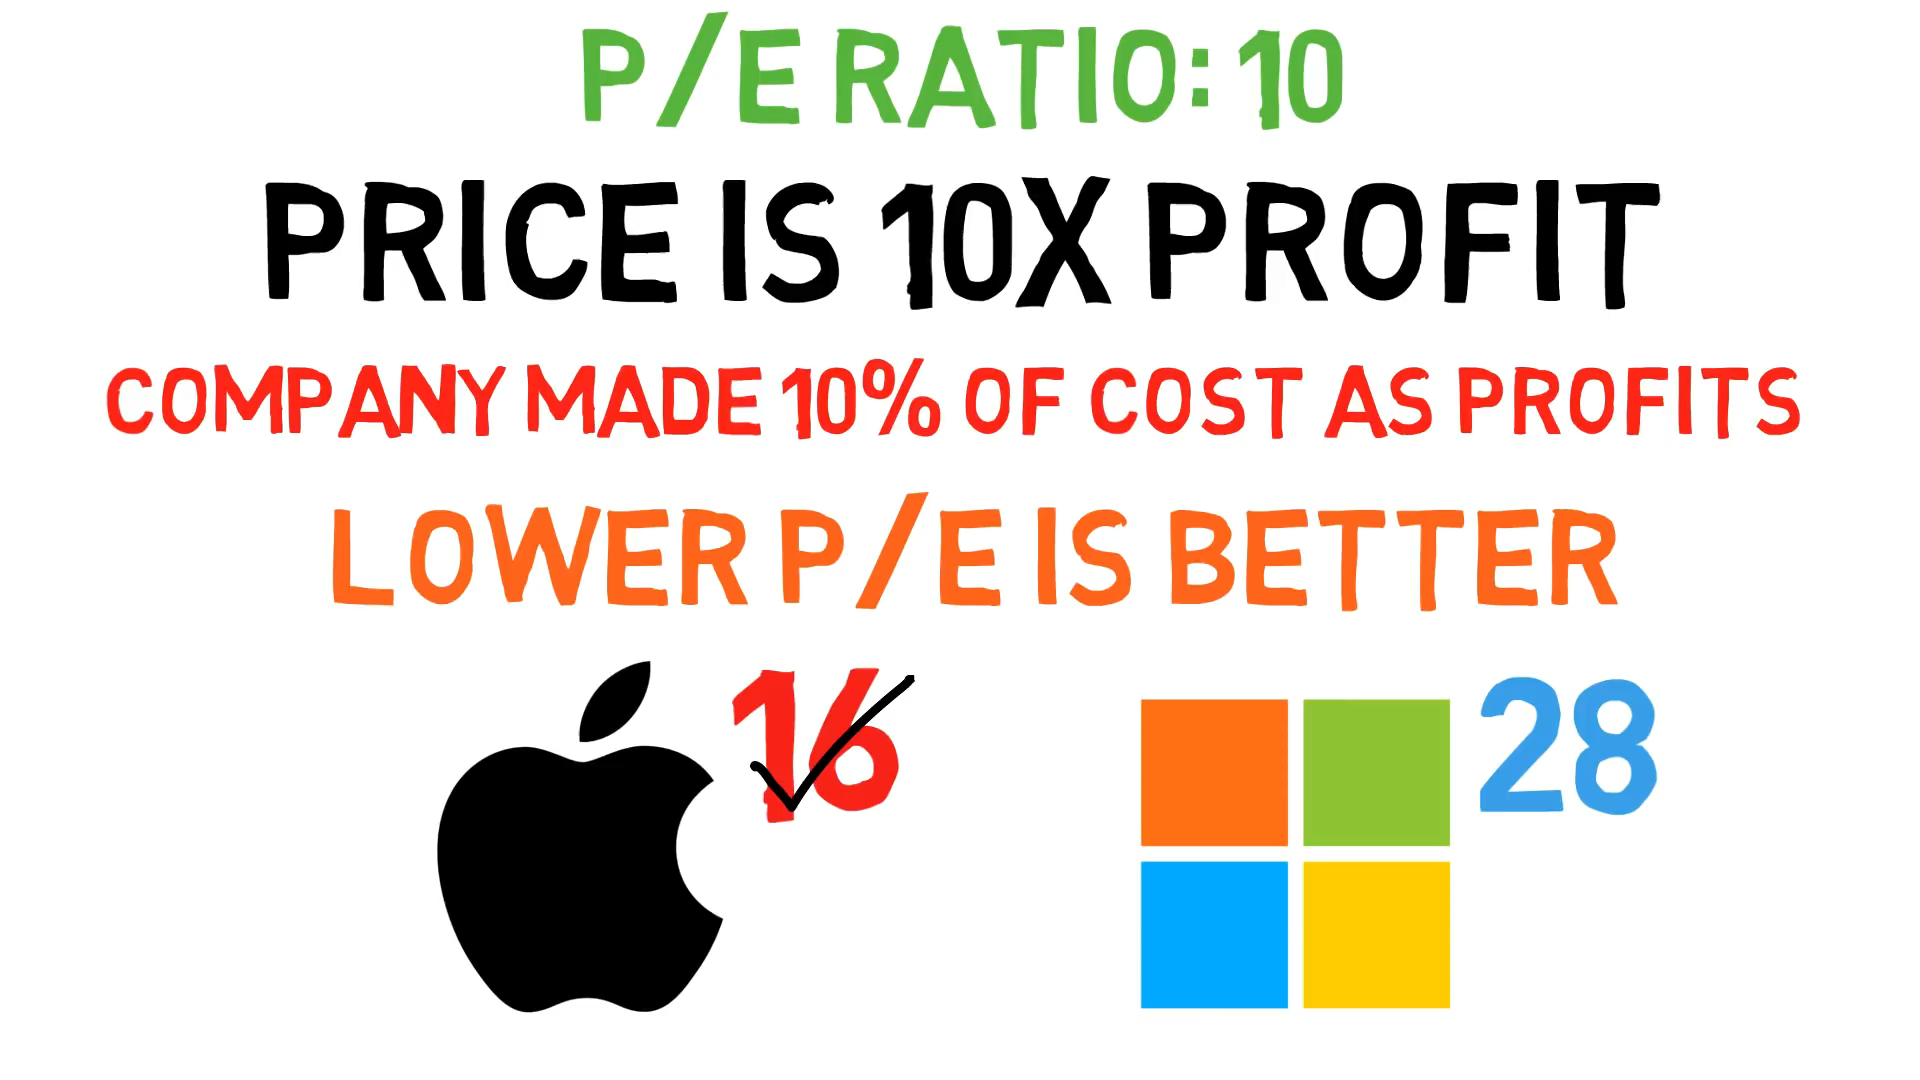 P/E RATIO: 10
PRICE IS 10X PROFIT
COMPANY MADE 10% OF COST AS PROFITS
LOWER P/E IS BETTER
16 28